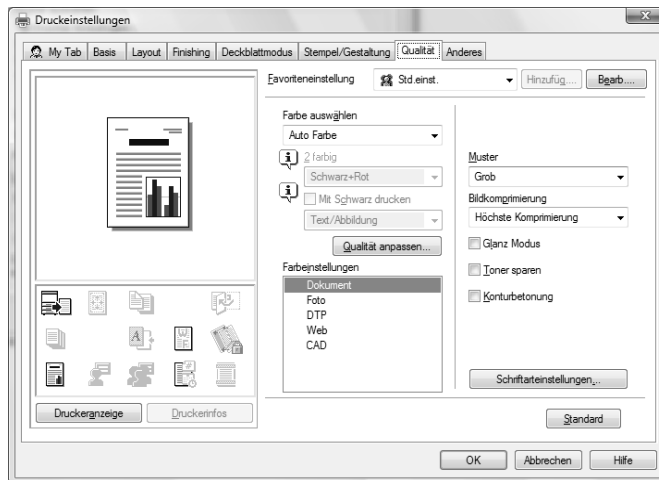 Druckeinstellungen
My Tab Basis Layout Finishing Deckblattmodus Stempel/Gestaltung Qualität Anderes
Favoriteneinstellung Std.einst. Hinzufüg.... Bearb....
Farbe auswählen
Auto Farbe
2 farbig
Schwarz+Rot
Mit Schwarz drucken
Text/Abbildung
Qualität anpassen...
Farbeinstellungen
Dokument
Foto
DTP
Web
CAD
Muster
Grob
Bildkomprimierung
Höchste Komprimierung
Glanz Modus
Toner sparen
Konturbetonung
Schriftarteinstellungen...
Druckeranzeige Druckerinfos
Standard
OK Abbrechen Hilfe